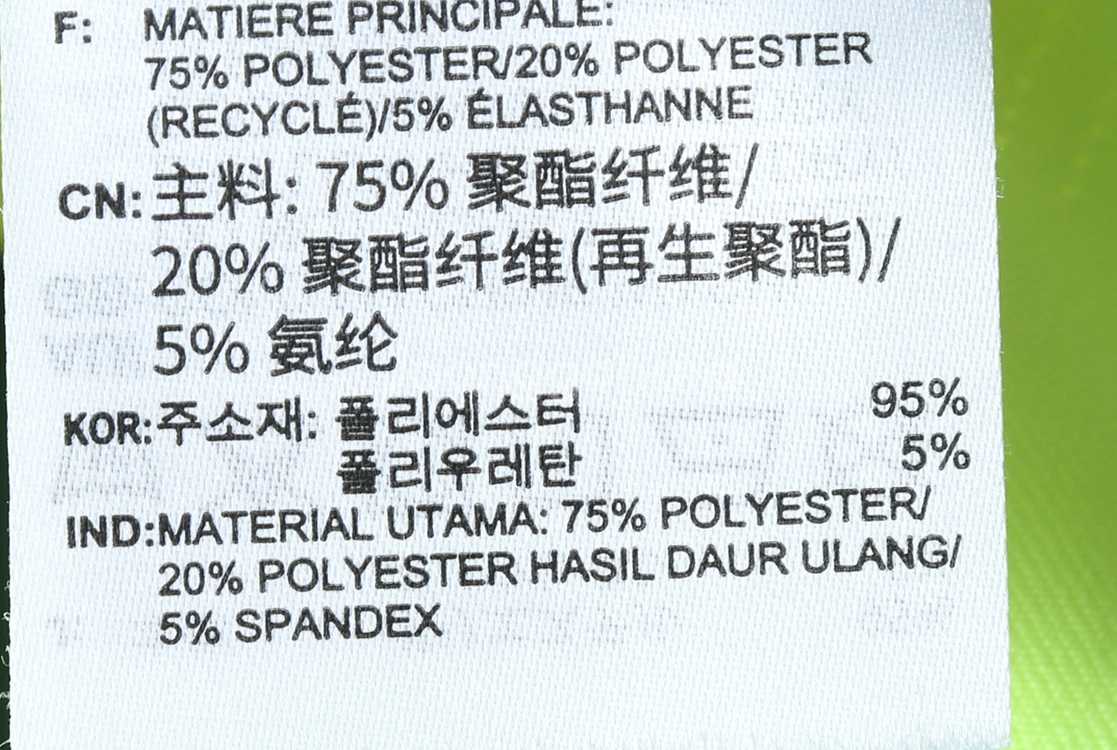 F: MATIERE PRINCIPALE:
75% POLYESTER/20% POLYESTER
(RECYCLÉ)/5% ÉLASTHANNE
CN: 主料: 75% 聚酯纤维/
20% 聚酯纤维(再生聚酯)/
5% 氨纶
KOR: 주소재: 폴리에스터 95%
폴리우레탄 5%
IND: MATERIAL UTAMA: 75% POLYESTER/
20% POLYESTER HASIL DAUR ULANG/
5% SPANDEX